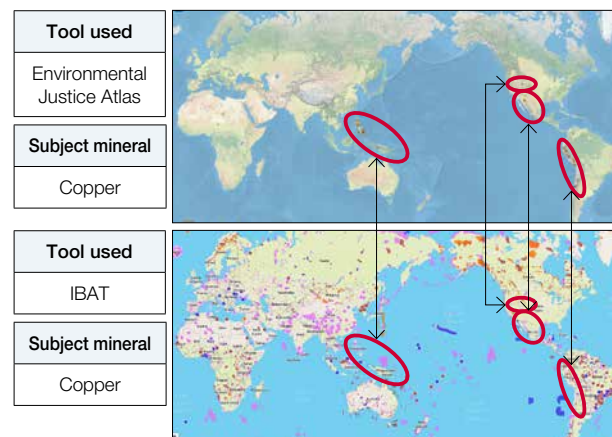 Tool used
Environmental
Justice Atlas
Subject mineral
Copper
Tool used
IBAT
Subject mineral
Copper